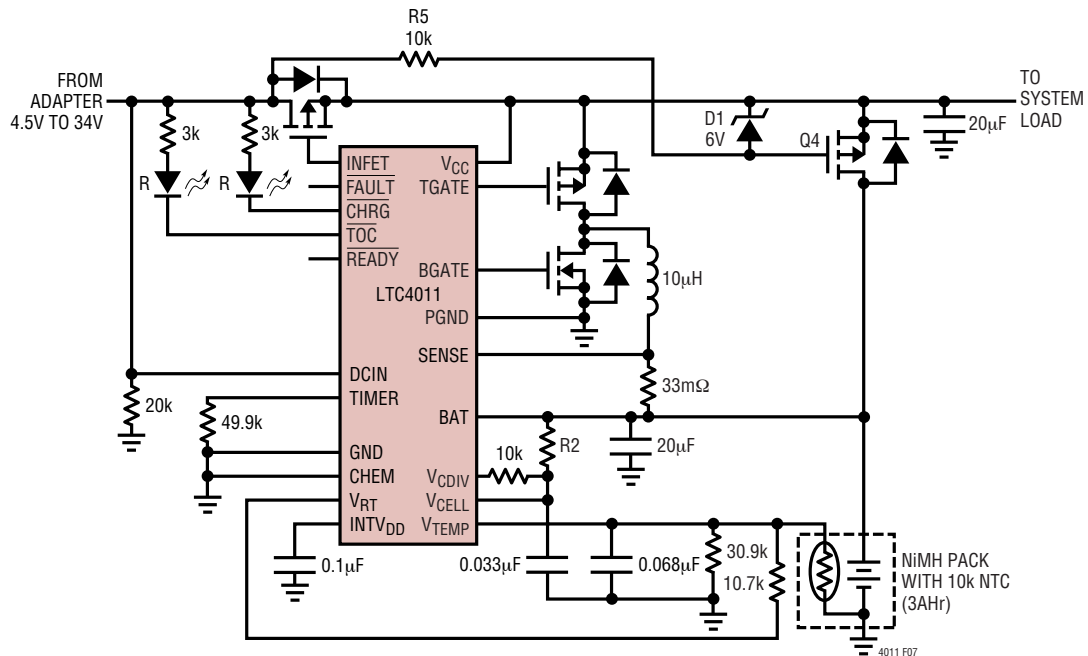 R5
10k
FROM
ADAPTER
4.5V TO 34V
TO
SYSTEM
LOAD
3k
3k
D1
6V
Q4
20µF
R
R
INFET
FAULT
CHRG
TOC
READY
VCC
TGATE
BGATE
LTC4011
PGND
SENSE
10µH
DCIN
TIMER
20k
49.9k
33mΩ
BAT
R2
20µF
GND
CHEM
VRT
INTVDD
10k
VCDIV
VCELL
VTEMP
0.1µF
0.033µF
0.068µF
30.9k
10.7k
NiMH PACK
WITH 10k NTC
(3AHr)
4011 F07